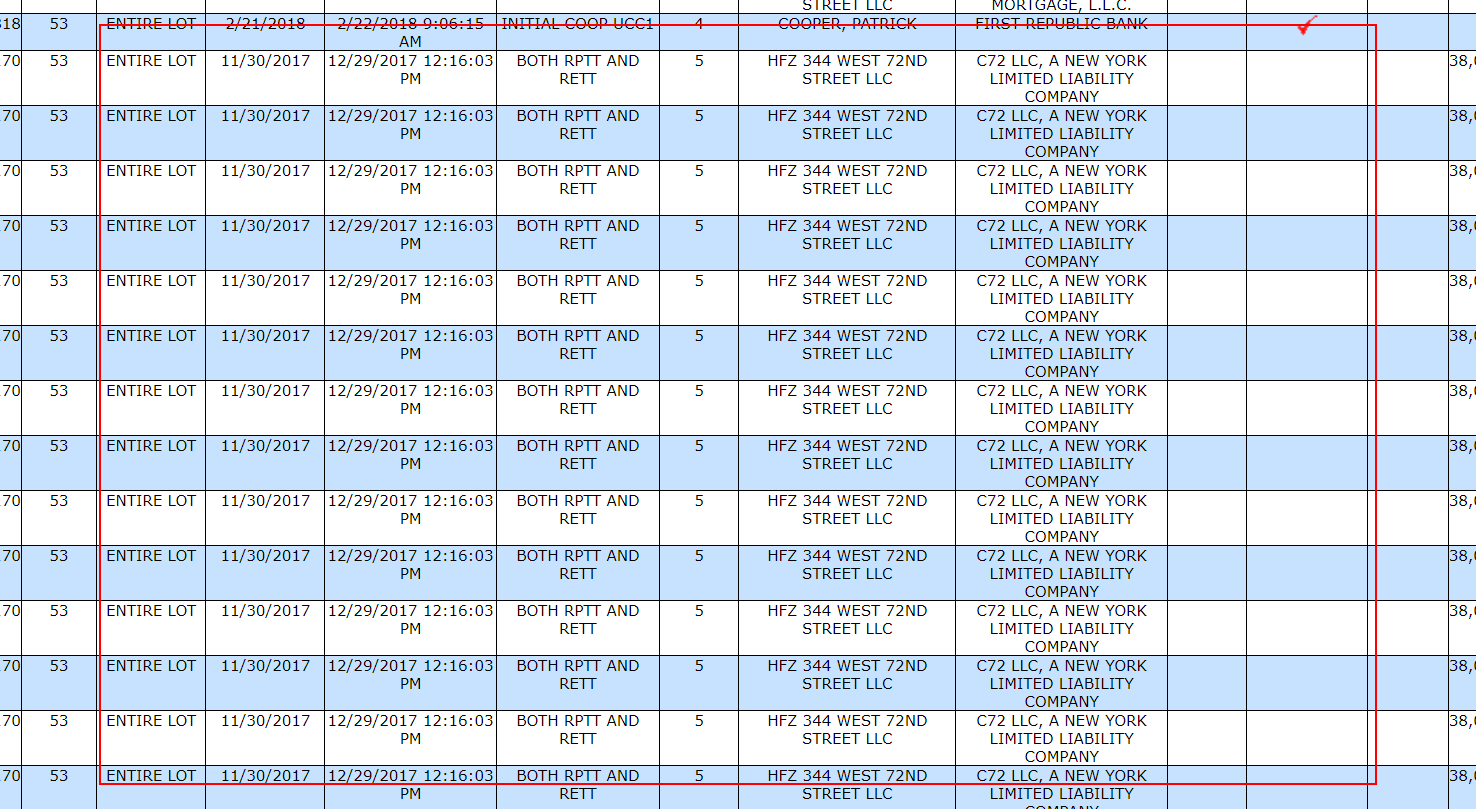 STREET LLC MORTGAGE, L.L.C.
318 53 ENTIRE LOT 2/21/2018 2/22/2018 9:06:15 INITIAL COOP UCC1 4 COOPER, PATRICK FIRST REPUBLIC BANK
AM
70 53 ENTIRE LOT 11/30/2017 12/29/2017 12:16:03 BOTH RPTT AND 5 HFZ 344 WEST 72ND C72 LLC, A NEW YORK 38,
PM RETT STREET LLC LIMITED LIABILITY
COMPANY
70 53 ENTIRE LOT 11/30/2017 12/29/2017 12:16:03 BOTH RPTT AND 5 HFZ 344 WEST 72ND C72 LLC, A NEW YORK 38,
PM RETT STREET LLC LIMITED LIABILITY
COMPANY
70 53 ENTIRE LOT 11/30/2017 12/29/2017 12:16:03 BOTH RPTT AND 5 HFZ 344 WEST 72ND C72 LLC, A NEW YORK 38,
PM RETT STREET LLC LIMITED LIABILITY
COMPANY
70 53 ENTIRE LOT 11/30/2017 12/29/2017 12:16:03 BOTH RPTT AND 5 HFZ 344 WEST 72ND C72 LLC, A NEW YORK 38,
PM RETT STREET LLC LIMITED LIABILITY
COMPANY
70 53 ENTIRE LOT 11/30/2017 12/29/2017 12:16:03 BOTH RPTT AND 5 HFZ 344 WEST 72ND C72 LLC, A NEW YORK 38,
PM RETT STREET LLC LIMITED LIABILITY
COMPANY
70 53 ENTIRE LOT 11/30/2017 12/29/2017 12:16:03 BOTH RPTT AND 5 HFZ 344 WEST 72ND C72 LLC, A NEW YORK 38,
PM RETT STREET LLC LIMITED LIABILITY
COMPANY
70 53 ENTIRE LOT 11/30/2017 12/29/2017 12:16:03 BOTH RPTT AND 5 HFZ 344 WEST 72ND C72 LLC, A NEW YORK 38,
PM RETT STREET LLC LIMITED LIABILITY
COMPANY
70 53 ENTIRE LOT 11/30/2017 12/29/2017 12:16:03 BOTH RPTT AND 5 HFZ 344 WEST 72ND C72 LLC, A NEW YORK 38,
PM RETT STREET LLC LIMITED LIABILITY
COMPANY
70 53 ENTIRE LOT 11/30/2017 12/29/2017 12:16:03 BOTH RPTT AND 5 HFZ 344 WEST 72ND C72 LLC, A NEW YORK 38,
PM RETT STREET LLC LIMITED LIABILITY
COMPANY
70 53 ENTIRE LOT 11/30/2017 12/29/2017 12:16:03 BOTH RPTT AND 5 HFZ 344 WEST 72ND C72 LLC, A NEW YORK 38,
PM RETT STREET LLC LIMITED LIABILITY
COMPANY
70 53 ENTIRE LOT 11/30/2017 12/29/2017 12:16:03 BOTH RPTT AND 5 HFZ 344 WEST 72ND C72 LLC, A NEW YORK 38,
PM RETT STREET LLC LIMITED LIABILITY
COMPANY
70 53 ENTIRE LOT 11/30/2017 12/29/2017 12:16:03 BOTH RPTT AND 5 HFZ 344 WEST 72ND C72 LLC, A NEW YORK 38,
PM RETT STREET LLC LIMITED LIABILITY
COMPANY
70 53 ENTIRE LOT 11/30/2017 12/29/2017 12:16:03 BOTH RPTT AND 5 HFZ 344 WEST 72ND C72 LLC, A NEW YORK 38,
PM RETT STREET LLC LIMITED LIABILITY
COMPANY
70 53 ENTIRE LOT 11/30/2017 12/29/2017 12:16:03 BOTH RPTT AND 5 HFZ 344 WEST 72ND C72 LLC, A NEW YORK 38,
PM RETT STREET LLC LIMITED LIABILITY